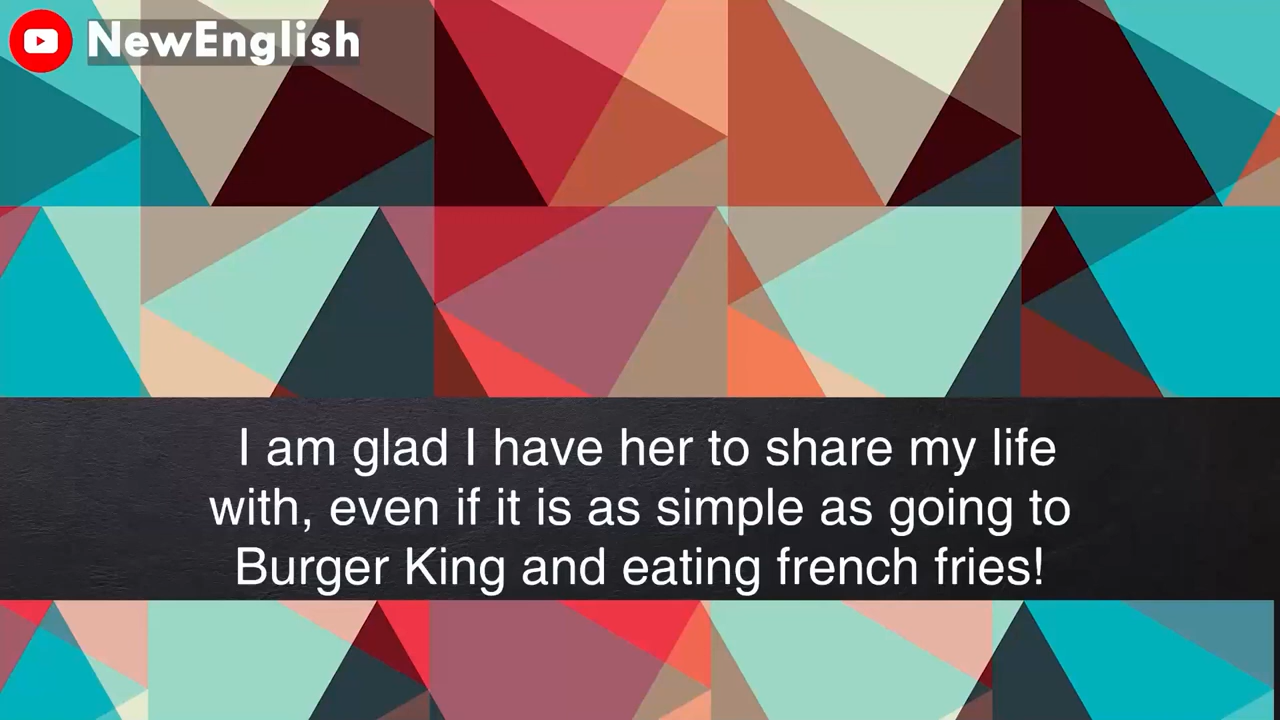 NewEnglish
I am glad I have her to share my life
with, even if it is as simple as going to
Burger King and eating french fries!